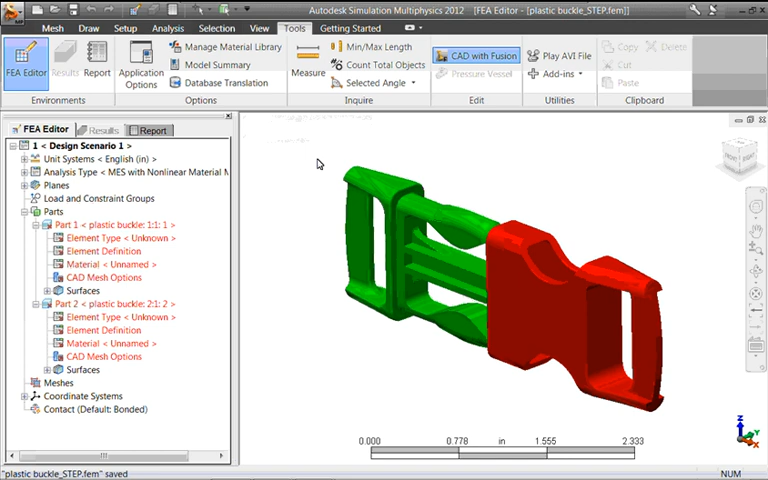 Autodesk Simulation Multiphysics 2012 - [FEA Editor - [plastic buckle_STEP.fem]]
Mesh Draw Setup Analysis Selection View Tools Getting Started
FEA Editor
Results
Report
Environments
Application Options
Manage Material Library
Model Summary
Database Translation
Options
Measure
Min/Max Length
Count Total Objects
Selected Angle
Inquire
CAD with Fusion
Pressure Vessel
Edit
Play AVI File
Add-ins
Utilities
Copy Delete
Cut
Paste
Clipboard
FEA Editor Results Report
1 < Design Scenario 1 >
Unit Systems < English (in) >
Analysis Type < MES with Nonlinear Material M
Planes
Load and Constraint Groups
Parts
Part 1 < plastic buckle: 1:1: 1 >
Element Type < Unknown >
Element Definition
Material < Unnamed >
CAD Mesh Options
Surfaces
Part 2 < plastic buckle: 2:1: 2 >
Element Type < Unknown >
Element Definition
Material < Unnamed >
CAD Mesh Options
Surfaces
Meshes
Coordinate Systems
Contact (Default: Bonded)
Z
Y
X
0.000 0.778 in 1.555 2.333
"plastic buckle_STEP.fem" saved
NUM